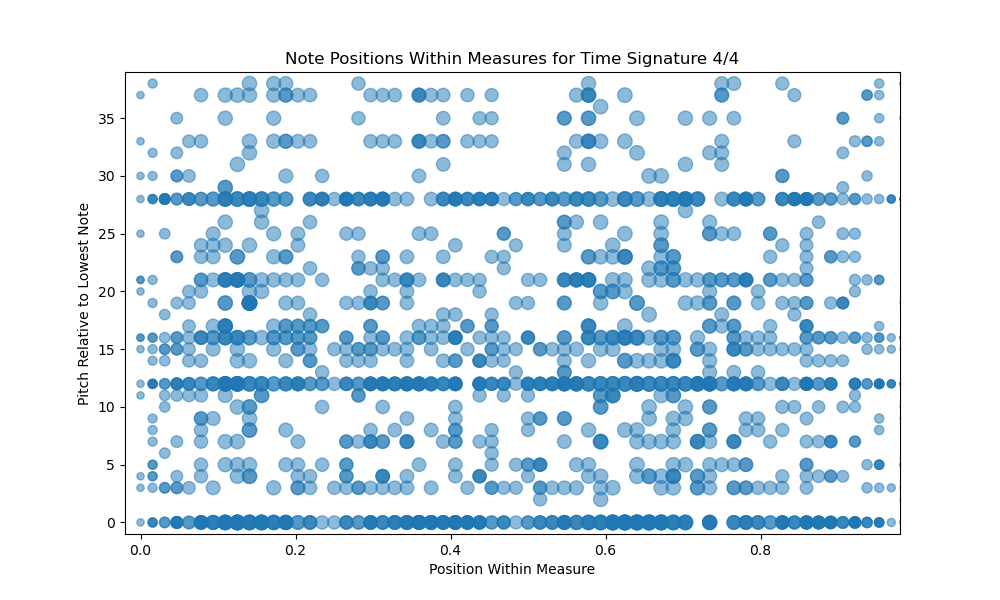 Note Positions Within Measures for Time Signature 4/4
35
30
25
20
15
10
5
0
Pitch Relative to Lowest Note
0.0 0.2 0.4 0.6 0.8
Position Within Measure